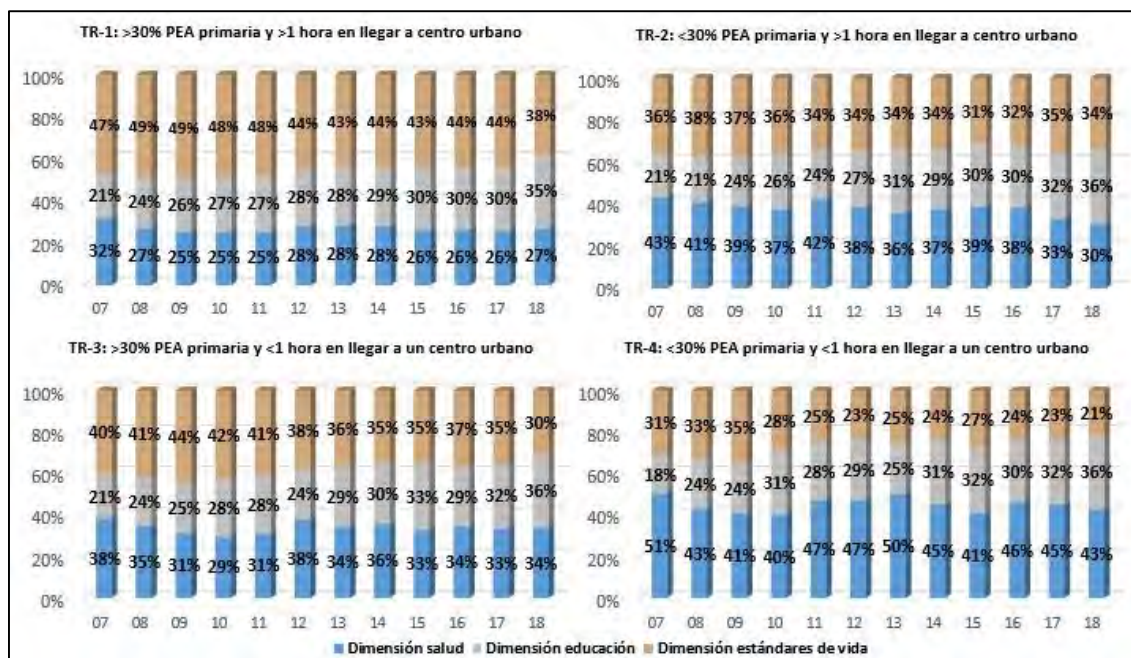 TR-1: >30% PEA primaria y >1 hora en llegar a centro urbano
100%
80%
60%
40%
20%
0%
47% 49% 49% 48% 48% 44% 43% 44% 43% 44% 44% 38%
21% 24% 26% 27% 27% 28% 28% 29% 30% 30% 30% 35%
32% 27% 25% 25% 25% 28% 28% 28% 26% 26% 26% 27%
07 08 09 10 11 12 13 14 15 16 17 18
TR-2: <30% PEA primaria y >1 hora en llegar a centro urbano
100%
80%
60%
40%
20%
0%
36% 38% 37% 36% 34% 34% 34% 34% 31% 32% 35% 34%
21% 21% 24% 26% 24% 27% 31% 29% 30% 30% 32% 36%
43% 41% 39% 37% 42% 38% 36% 37% 39% 38% 33% 30%
07 08 09 10 11 12 13 14 15 16 17 18
TR-3: >30% PEA primaria y <1 hora en llegar a un centro urbano
100%
80%
60%
40%
20%
0%
40% 41% 44% 42% 41% 38% 36% 35% 35% 37% 35% 30%
21% 24% 25% 28% 28% 24% 29% 30% 33% 29% 32% 36%
38% 35% 31% 29% 31% 38% 34% 36% 33% 34% 33% 34%
07 08 09 10 11 12 13 14 15 16 17 18
TR-4: <30% PEA primaria y <1 hora en llegar a un centro urbano
100%
80%
60%
40%
20%
0%
31% 33% 35% 28% 25% 23% 25% 24% 27% 24% 23% 21%
18% 24% 24% 31% 28% 29% 25% 31% 32% 30% 32% 36%
51% 43% 41% 40% 47% 47% 50% 45% 41% 46% 45% 43%
07 08 09 10 11 12 13 14 15 16 17 18
Dimensión salud Dimensión educación Dimensión estándares de vida